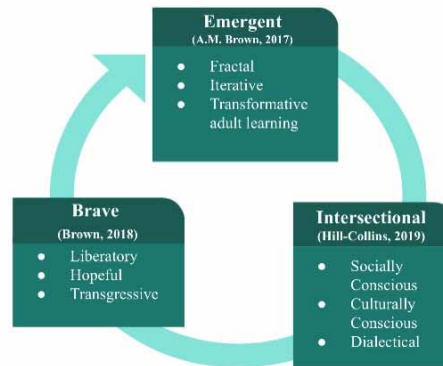 Emergent
(A.M. Brown, 2017)
● Fractal
● Iterative
● Transformative
adult learning
Brave
(Brown, 2018)
● Liberatory
● Hopeful
● Transgressive
Intersectional
(Hill-Collins, 2019)
● Socially
Conscious
● Culturally
Conscious
● Dialectical